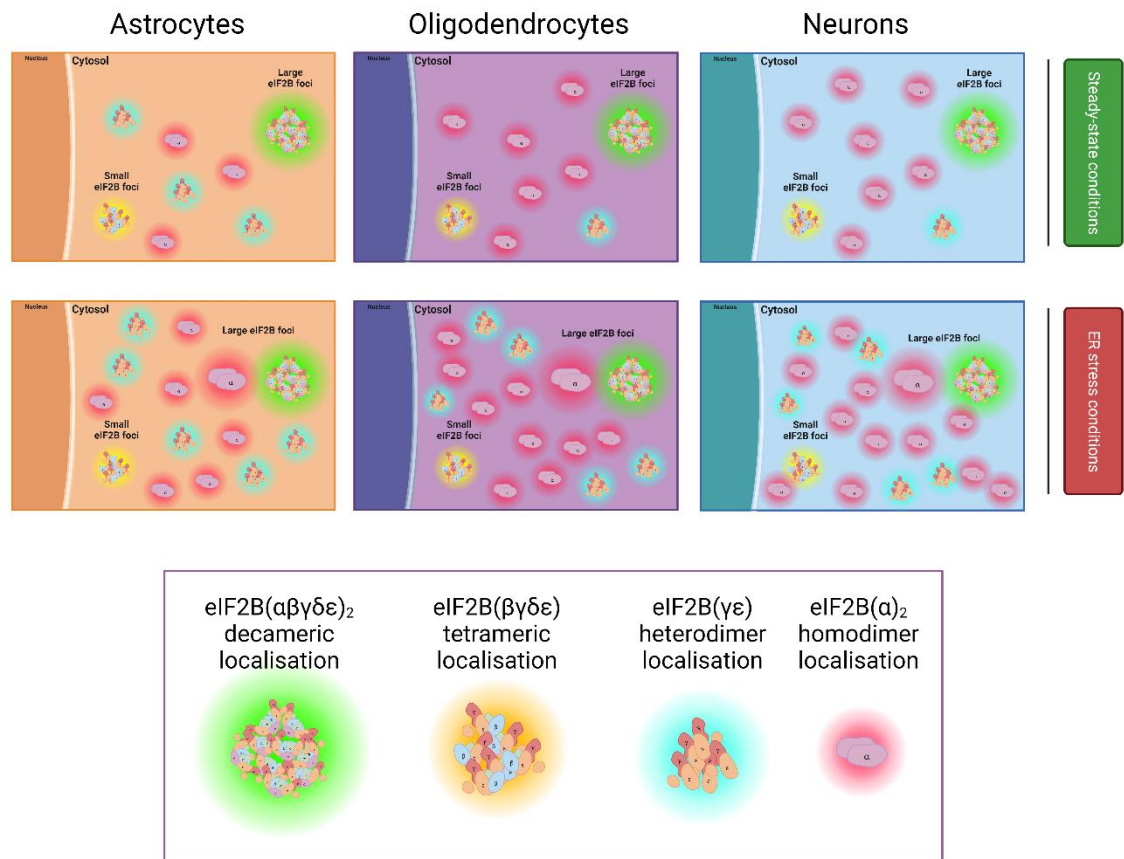 Astrocytes
Oligodendrocytes
Neurons
Nucleus
Cytosol
Large
eIF2B foci
Small
eIF2B foci
Nucleus
Cytosol
Large
eIF2B foci
Small
eIF2B foci
Nucleus
Cytosol
Large
eIF2B foci
Small
eIF2B foci
Steady-state conditions
Nucleus
Cytosol
Large eIF2B foci
α
Small
eIF2B foci
Nucleus
Cytosol
Large eIF2B foci
α
Small
eIF2B foci
Nucleus
Cytosol
Large eIF2B foci
α
Small
eIF2B foci
ER stress conditions
eIF2B(αβγδε)₂
decameric
localisation
eIF2B(βγδε)
tetrameric
localisation
eIF2B(γε)
heterodimer
localisation
eIF2B(α)₂
homodimer
localisation
α